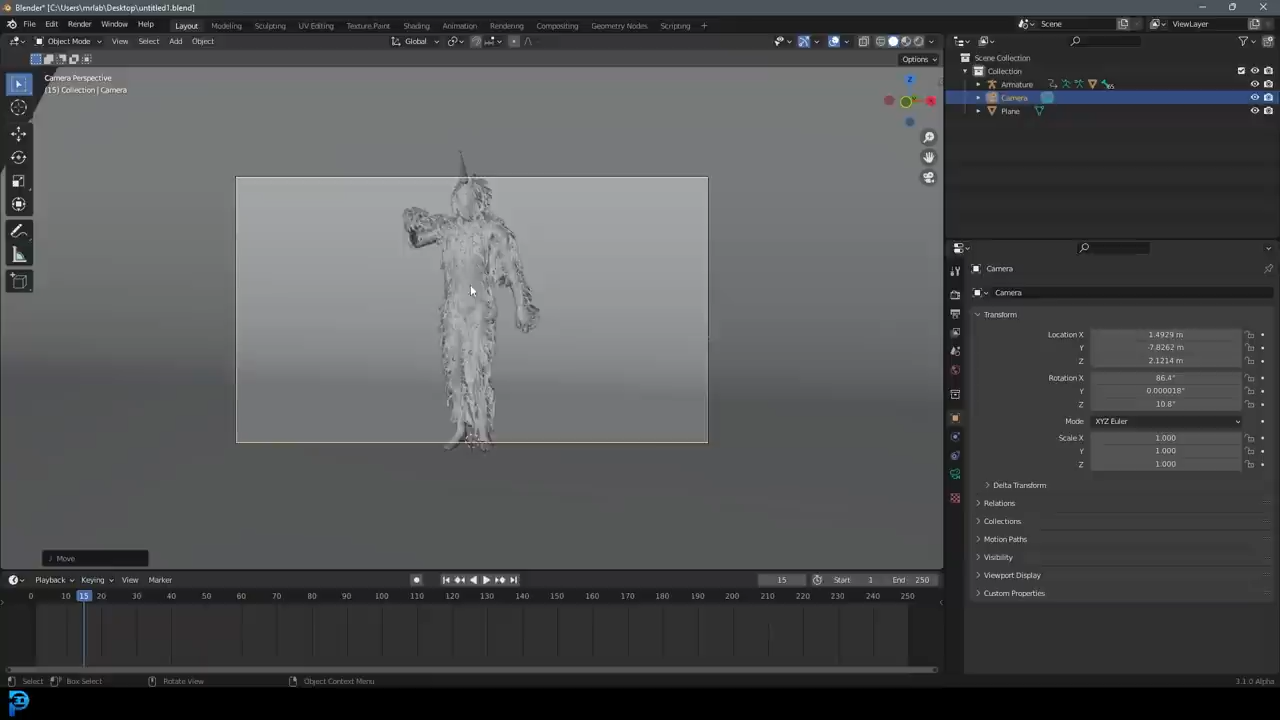 Blender* [C:\Users\mrlab\Desktop\untitled1.blend]
File Edit Render Window Help Layout Modeling Sculpting UV Editing Texture Paint Shading Animation Rendering Compositing Geometry Nodes Scripting + Scene ViewLayer
Object Mode View Select Add Object Global
Options
Camera Perspective
(15) Collection | Camera
Z
Scene Collection
Collection
Armature
Camera
Plane
Camera
Camera
Transform
Location X 1.4929 m
Y -7.8262 m
Z 2.1214 m
Rotation X 86.4°
Y 0.000018°
Z 10.8°
Mode XYZ Euler
Scale X 1.000
Y 1.000
Z 1.000
Delta Transform
Relations
Collections
Motion Paths
Visibility
Viewport Display
Custom Properties
Move
Playback Keying View Marker 15 Start 1 End 250
0 10 15 20 30 40 50 60 70 80 90 100 110 120 130 140 150 160 170 180 190 200 210 220 230 240 250
Select Box Select Rotate View Object Context Menu 3.1.0 Alpha